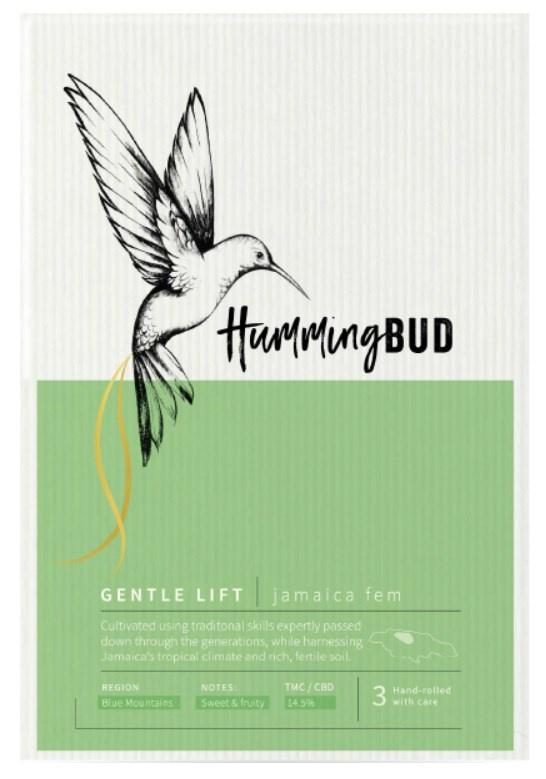 HummingBUD
GENTLE LIFT | jamaica fem
Cultivated using traditonal skills expertly passed
down through the generations, while harnessing
Jamaica's tropical climate and rich, fertile soil.
REGION NOTES: TMC / CBD
Blue Mountains Sweet & fruity 14.5%
3 Hand-rolled
with care